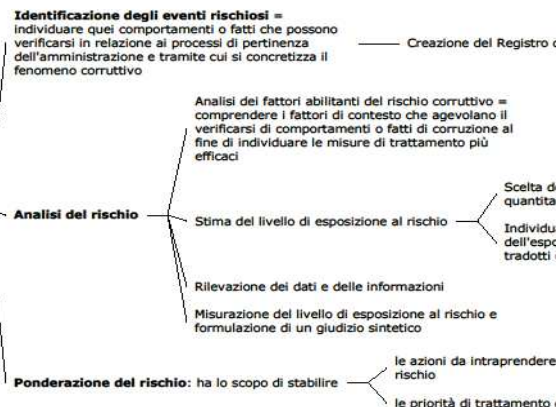 Identificazione degli eventi rischiosi =
individuare quei comportamenti o fatti che possono
verificarsi in relazione ai processi di pertinenza
dell'amministrazione e tramite cui si concretizza il
fenomeno corruttivo
Creazione del Registro
Analisi dei fattori abilitanti del rischio corruttivo =
comprendere i fattori di contesto che agevolano il
verificarsi di comportamenti o fatti di corruzione al
fine di individuare le misure di trattamento più
efficaci
Analisi del rischio
Stima del livello di esposizione al rischio
Scelta
quantita
Individu
dell'espo
tradotti
Rilevazione dei dati e delle informazioni
Misurazione del livello di esposizione al rischio e
formulazione di un giudizio sintetico
Ponderazione del rischio: ha lo scopo di stabilire
le azioni da intraprendere
rischio
le priorità di trattamento